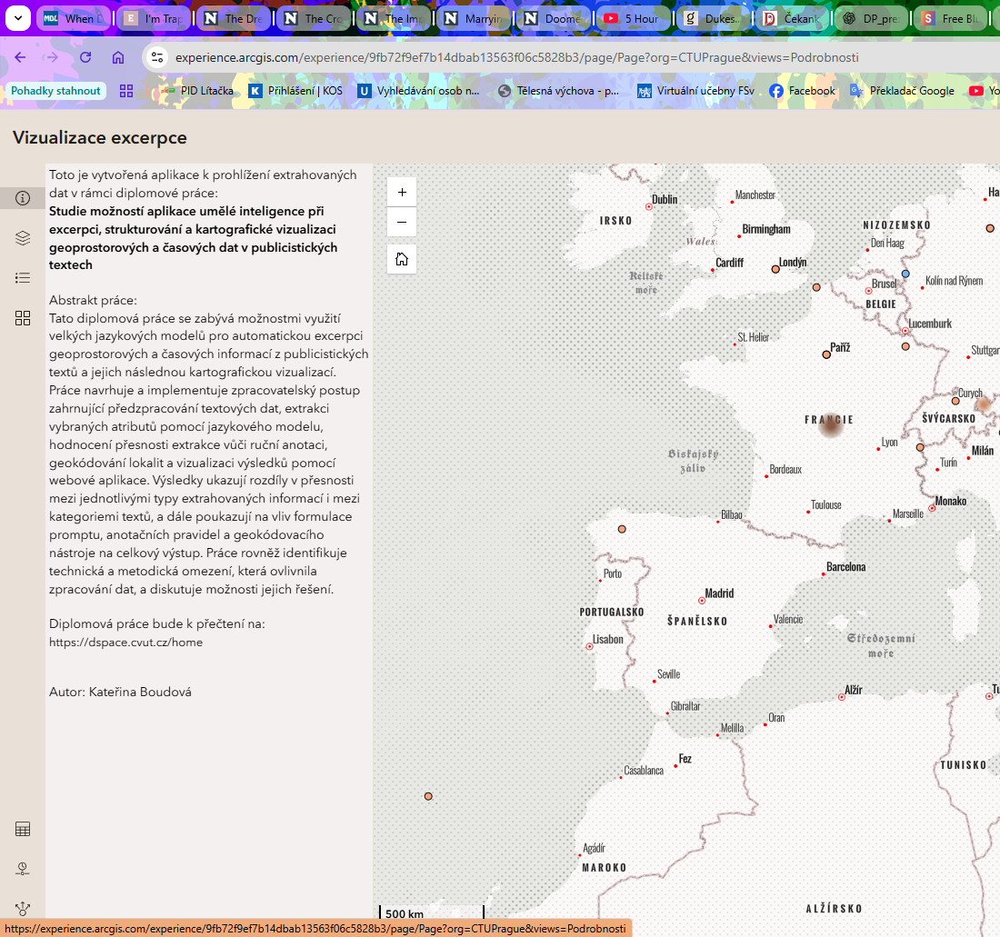 When D
I'm Trap
The Dre
The Cro
The Imp
Marryin
Doome
5 Hour
Dukes.
Čekank
DP_pre
Free Blu
experience.arcgis.com/experience/9fb72f9ef7b14dbab13563f06c5828b3/page/Page?org=CTUPrague&views=Podrobnosti
Pohadky stahnout
PID Lítačka
Přihlášení | KOS
Vyhledávání osob n...
Tělesná výchova - p...
Virtuální učebny FSv
Facebook
Překladač Google
Yo
Vizualizace excerpce
Toto je vytvořená aplikace k prohlížení extrahovaných
dat v rámci diplomové práce:
Studie možností aplikace umělé inteligence při
excerpci, strukturování a kartografické vizualizaci
geoprostorových a časových dat v publicistických
textech
Abstrakt práce:
Tato diplomová práce se zabývá možnostmi využití
velkých jazykových modelů pro automatickou excerpci
geoprostorových a časových informací z publicistických
textů a jejich následnou kartografickou vizualizací.
Práce navrhuje a implementuje zpracovatelský postup
zahrnující předzpracování textových dat, extrakci
vybraných atributů pomocí jazykového modelu,
hodnocení přesnosti extrakce vůči ruční anotaci,
geokódování lokalit a vizualizaci výsledků pomocí
webové aplikace. Výsledky ukazují rozdíly v přesnosti
mezi jednotlivými typy extrahovaných informací i mezi
kategoriemi textů, a dále poukazují na vliv formulace
promptu, anotačních pravidel a geokódovacího
nástroje na celkový výstup. Práce rovněž identifikuje
technická a metodická omezení, která ovlivnila
zpracování dat, a diskutuje možnosti jejich řešení.
Diplomová práce bude k přečtení na:
https://dspace.cvut.cz/home
Autor: Kateřina Boudová
Dublin
Manchester
Ha
IRSKO
Birmingham
NIZOZEMSKO
Wales
Den Haag
Cardiff
Londýn
Keltské
moře
Brusel
Kolín nad Rýnem
BELGIE
Lucemburk
St. Helier
Paříž
Stuttgar
Curych
FRANCIE
ŠVÝCARSKO
Lyon
Milán
Biskajský
záliv
Turín
Bordeaux
Monako
Toulouse
Bilbao
Marseille
Porto
Barcelona
Madrid
PORTUGALSKO
ŠPANĚLSKO
Valencie
Lisabon
Středozemní
moře
Seville
Alžír
Tu
Gibraltar
Oran
Melilla
Fez
Casablanca
TUNISKO
Agádír
MAROKO
ALŽÍRSKO
500 km
https://experience.arcgis.com/experience/9fb72f9ef7b14dbab13563f06c5828b3/page/Page?org=CTUPrague&views=Podrobnosti